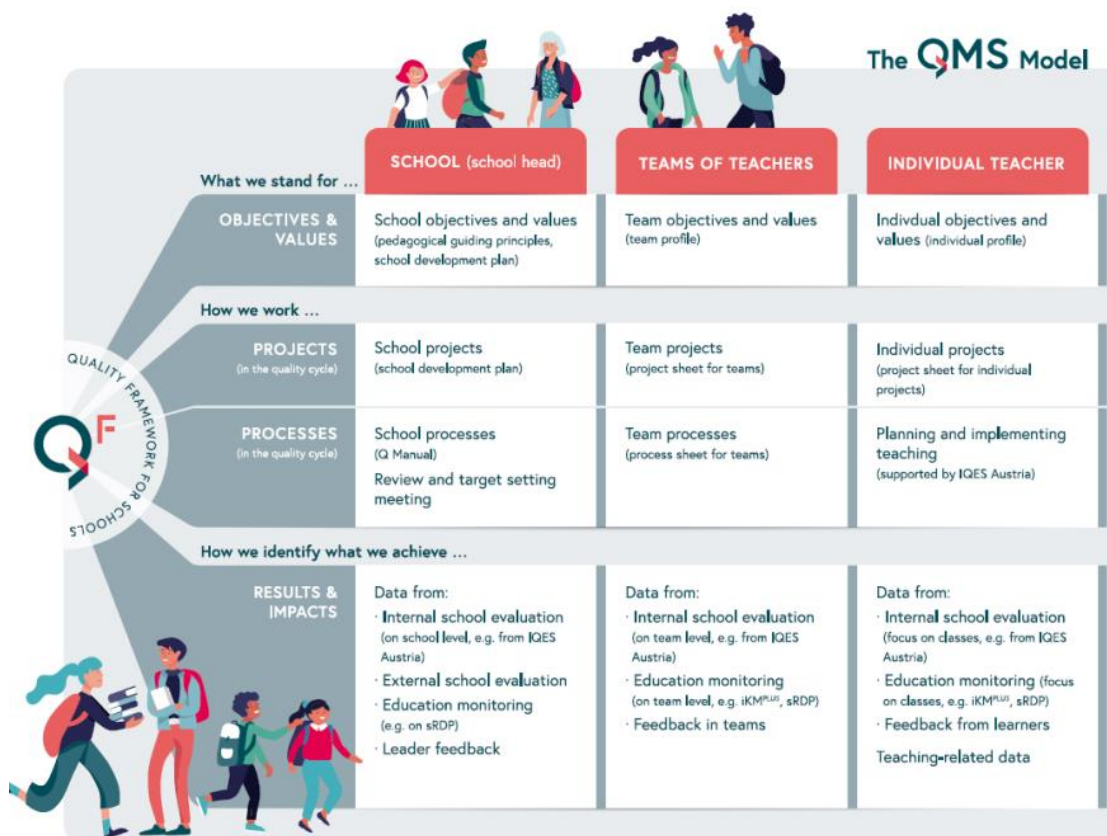 The QMS Model
SCHOOL (school head)
TEAMS OF TEACHERS
INDIVIDUAL TEACHER
What we stand for ...
OBJECTIVES &
VALUES
School objectives and values
(pedagogical guiding principles,
school development plan)
Team objectives and values
(team profile)
Indivdual objectives and
values (individual profile)
How we work ...
PROJECTS
(in the quality cycle)
School projects
(school development plan)
Team projects
(project sheet for teams)
Individual projects
(project sheet for individual
projects)
PROCESSES
(in the quality cycle)
School processes
(Q Manual)
Review and target setting
meeting
Team processes
(process sheet for teams)
Planning and implementing
teaching
(supported by IQES Austria)
QUALITY FRAMEWORK FOR SCHOOLS
QF
How we identify what we achieve ...
RESULTS &
IMPACTS
Data from:
· Internal school evaluation
(on school level, e.g. from IQES
Austria)
· External school evaluation
· Education monitoring
(e.g. on sRDP)
· Leader feedback
Data from:
· Internal school evaluation
(on team level, e.g. from IQES
Austria)
· Education monitoring
(on team level, e.g. iKMPLUS, sRDP)
· Feedback in teams
Data from:
· Internal school evaluation
(focus on classes, e.g. from IQES
Austria)
· Education monitoring (focus
on classes, e.g. iKMPLUS, sRDP)
· Feedback from learners
Teaching-related data